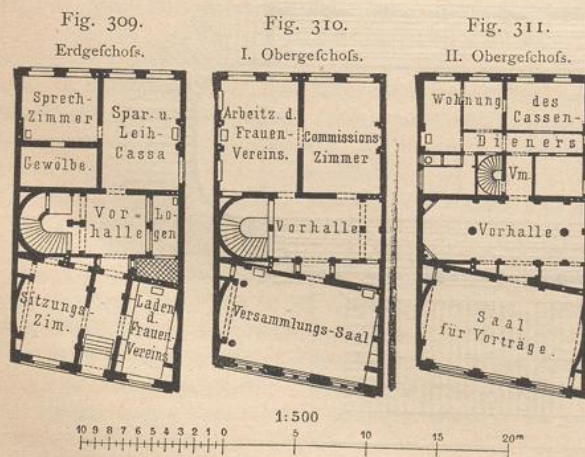 Fig. 309.
Erdgeſchoſs.
Sprech-
Zimmer
Spar- u.
Leih-
Cassa
Gewölbe.
Vor-
halle
Lo-
gen
Sitzungs-
Zim.
Laden
d.
Frauen-
Vereins
Fig. 310.
I. Obergeſchoſs.
Arbeitz. d.
Frauen-
Vereins.
Commissions
Zimmer
Vorhalle
Versammlungs-Saal
Fig. 311.
II. Obergeſchoſs.
Wohnung
des
Cassen-
Dieners
Vm.
Vorhalle
Saal
für Vorträge.
1:500
10 9 8 7 6 5 4 3 2 1 0 5 10 15 20m